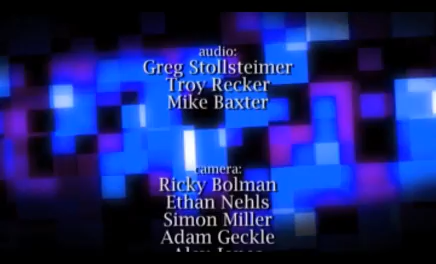 audio:
Greg Stollsteimer
Troy Recker
Mike Baxter
camera:
Ricky Bolman
Ethan Nehls
Simon Miller
Adam Geckle